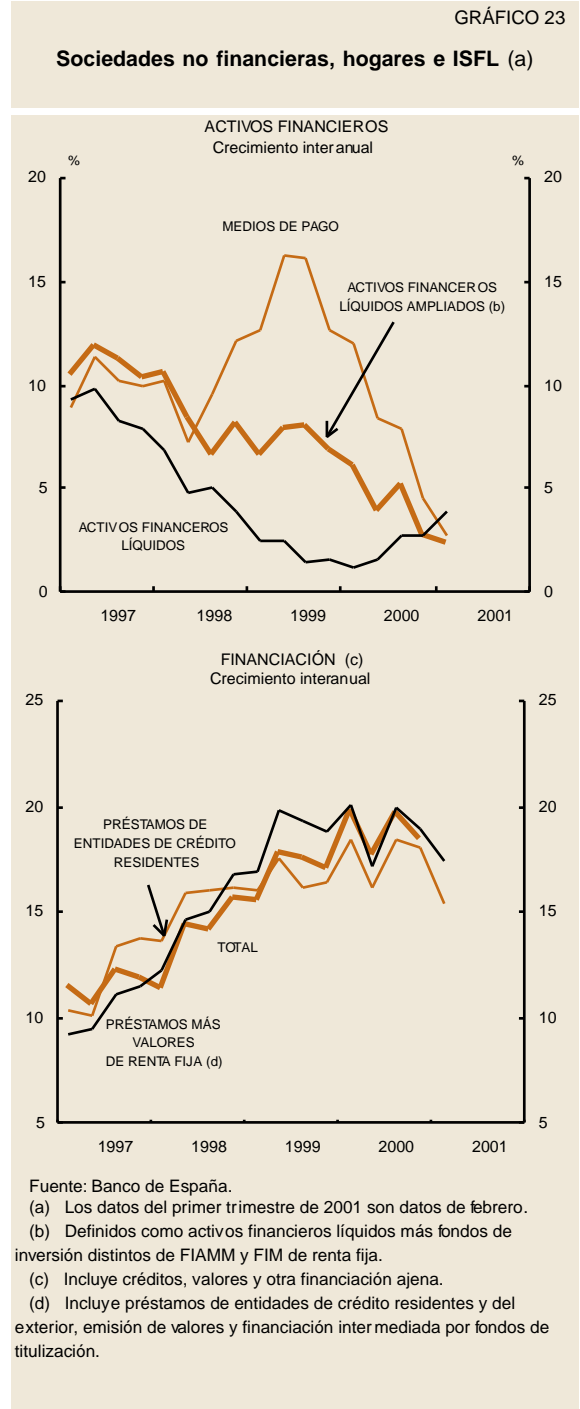 GRÁFICO 23
Sociedades no financieras, hogares e ISFL (a)
ACTIVOS FINANCIEROS
Crecimiento interanual
% %
20 20
MEDIOS DE PAGO
15 15
ACTIVOS FINANCEROS
LÍQUIDOS AMPLIADOS (b)
10 10
5 5
ACTIVOS FINANCEROS
LÍQUIDOS
0 0
1997 1998 1999 2000 2001
FINANCIACIÓN (c)
Crecimiento interanual
25 25
20 20
PRÉSTAMOS DE
ENTIDADES DE CRÉDITO
RESIDENTES
15 15
TOTAL
10 10
PRÉSTAMOS MÁS
VALORES
DE RENTA FIJA (d)
5 5
1997 1998 1999 2000 2001
Fuente: Banco de España.
(a) Los datos del primer trimestre de 2001 son datos de febrero.
(b) Definidos como activos financieros líquidos más fondos de
inversión distintos de FIAMM y FIM de renta fija.
(c) Incluye créditos, valores y otra financiación ajena.
(d) Incluye préstamos de entidades de crédito residentes y del
exterior, emisión de valores y financiación intermediada por fondos de
titulización.